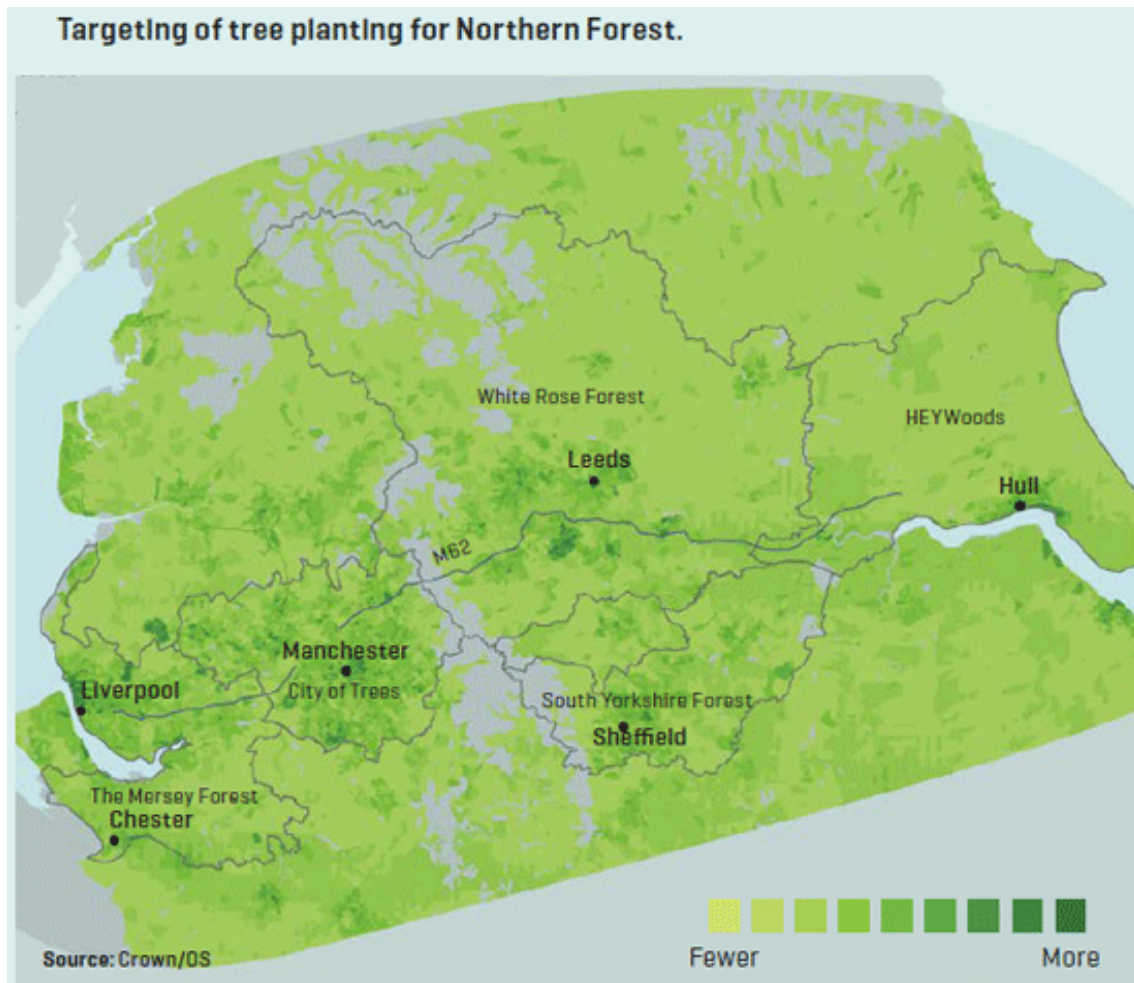 Targeting of tree planting for Northern Forest.
White Rose Forest
HEYWoods
Leeds
Hull
M62
Manchester
City of Trees
Liverpool
South Yorkshire Forest
Sheffield
The Mersey Forest
Chester
Fewer
More
Source: Crown/OS